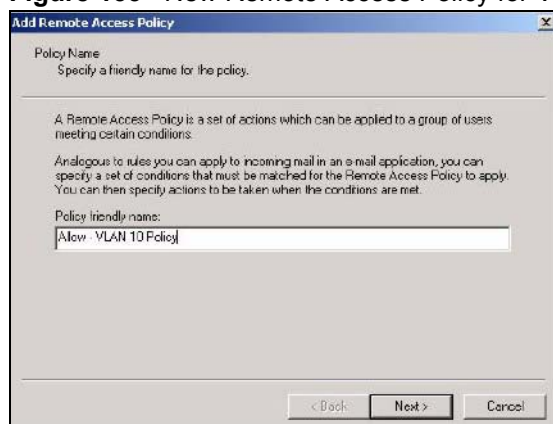 Add Remote Access Policy
Policy Name
Specify a friendly name for the policy.
A Remote Access Policy is a set of actions which can be applied to a group of users
meeting certain conditions.
Analogous to rules you can apply to incoming mail in an e-mail application, you can
specify a set of conditions that must be matched for the Remote Access Policy to apply.
You can then specify actions to be taken when the conditions are met.
Policy friendly name:
Allow - VLAN 10 Policy
< Back
Next >
Cancel